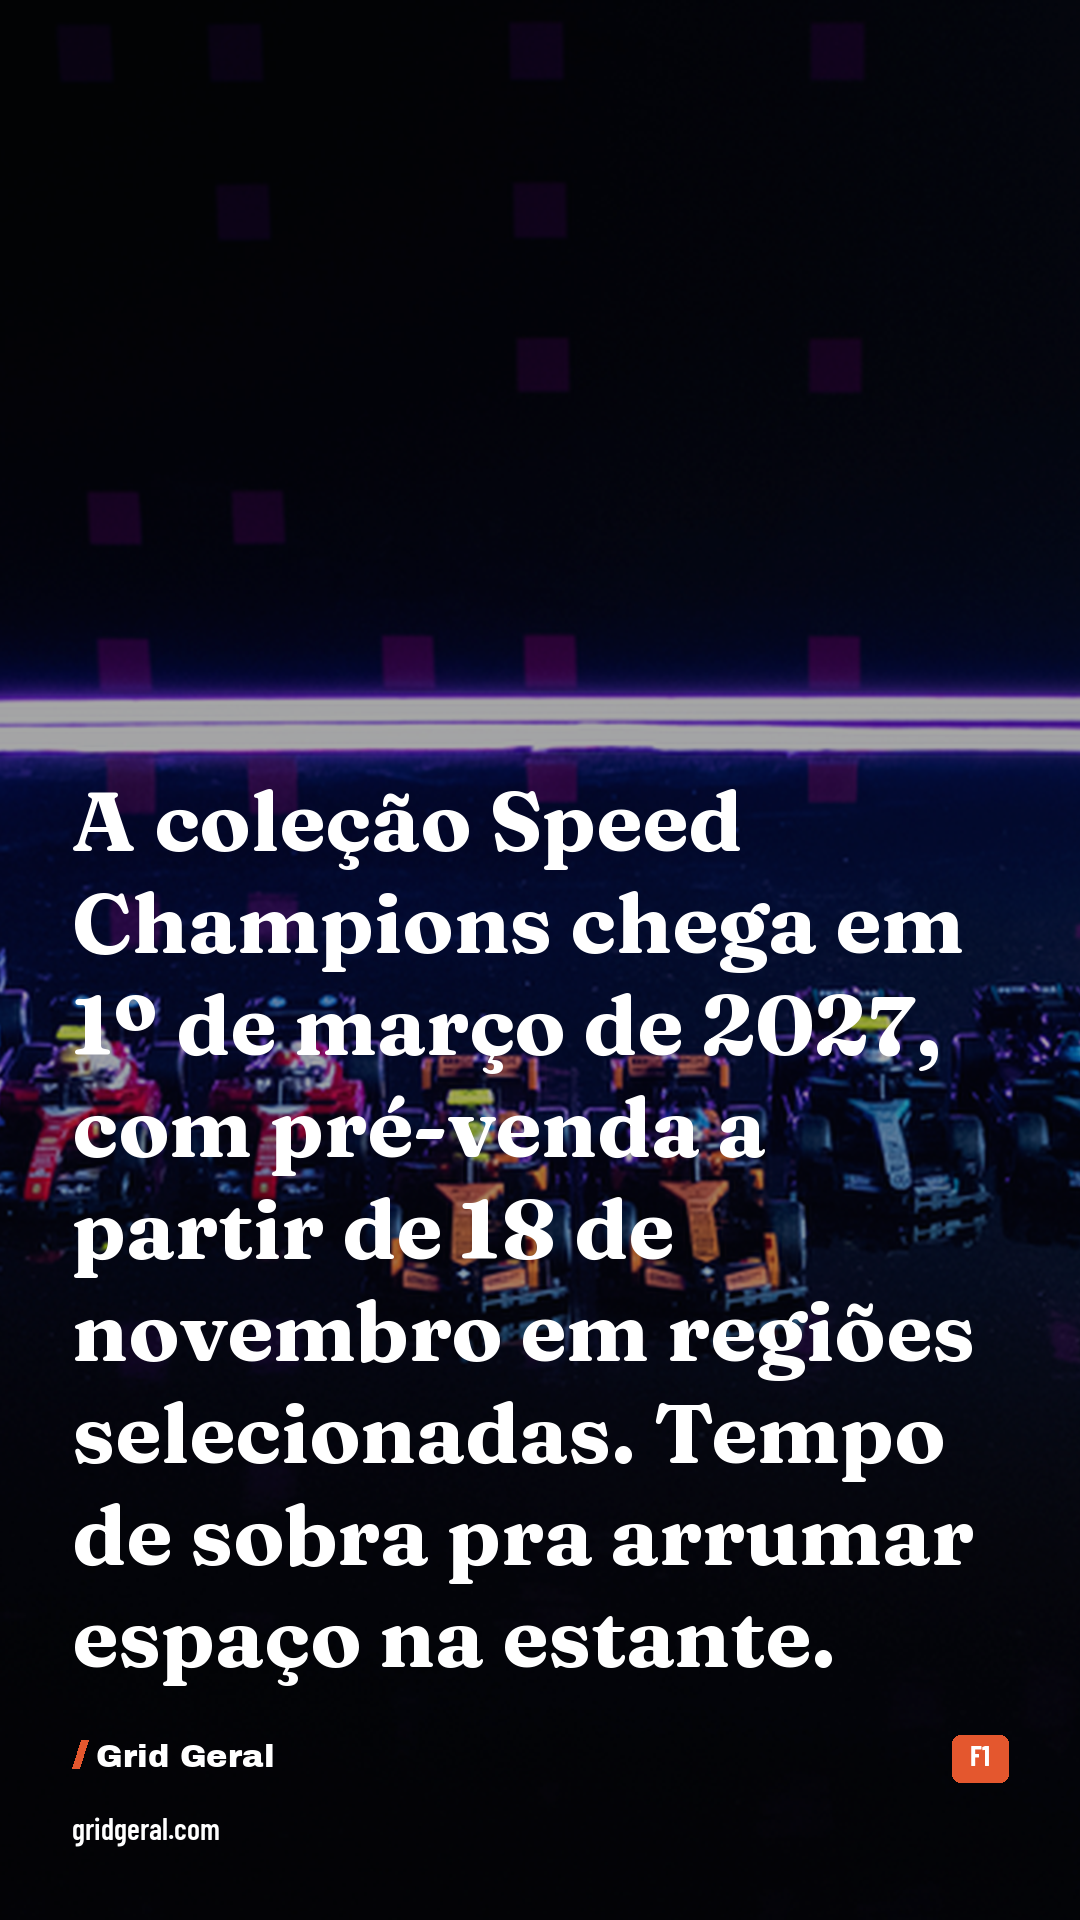 A coleção Speed
Champions chega em
1º de março de 2027,
com pré-venda a
partir de 18 de
novembro em regiões
selecionadas. Tempo
de sobra pra arrumar
espaço na estante.
/ Grid Geral
F1
gridgeral.com